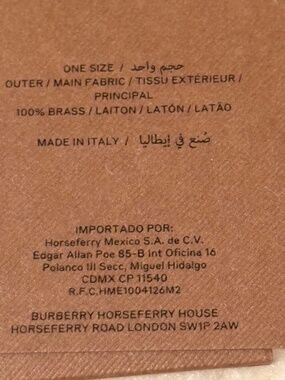 ONE SIZE / حجم واحد
OUTER / MAIN FABRIC / TISSU EXTÉRIEUR /
PRINCIPAL
100% BRASS / LAITON / LATÓN / LATÃO
MADE IN ITALY / صُنع في إيطاليا
IMPORTADO POR:
Horseferry Mexico S.A. de C.V.
Edgar Allan Poe 85-B Int Oficina 16
Polanco III Secc, Miguel Hidalgo
CDMX CP 11540
R.F.C.HME1004126M2
BURBERRY HORSEFERRY HOUSE
HORSEFERRY ROAD LONDON SW1P 2AW